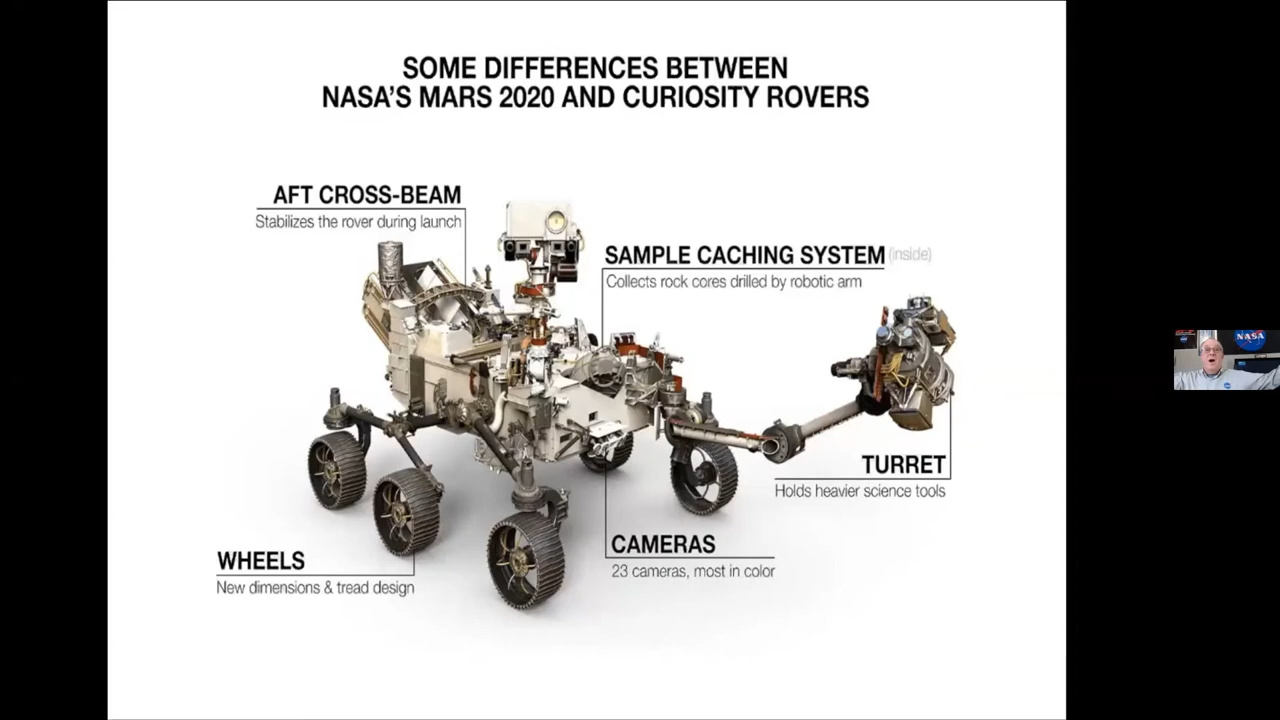 SOME DIFFERENCES BETWEEN
NASA'S MARS 2020 AND CURIOSITY ROVERS
AFT CROSS-BEAM
Stabilizes the rover during launch
SAMPLE CACHING SYSTEM (inside)
Collects rock cores drilled by robotic arm
TURRET
Holds heavier science tools
CAMERAS
23 cameras, most in color
WHEELS
New dimensions & tread design
NASA